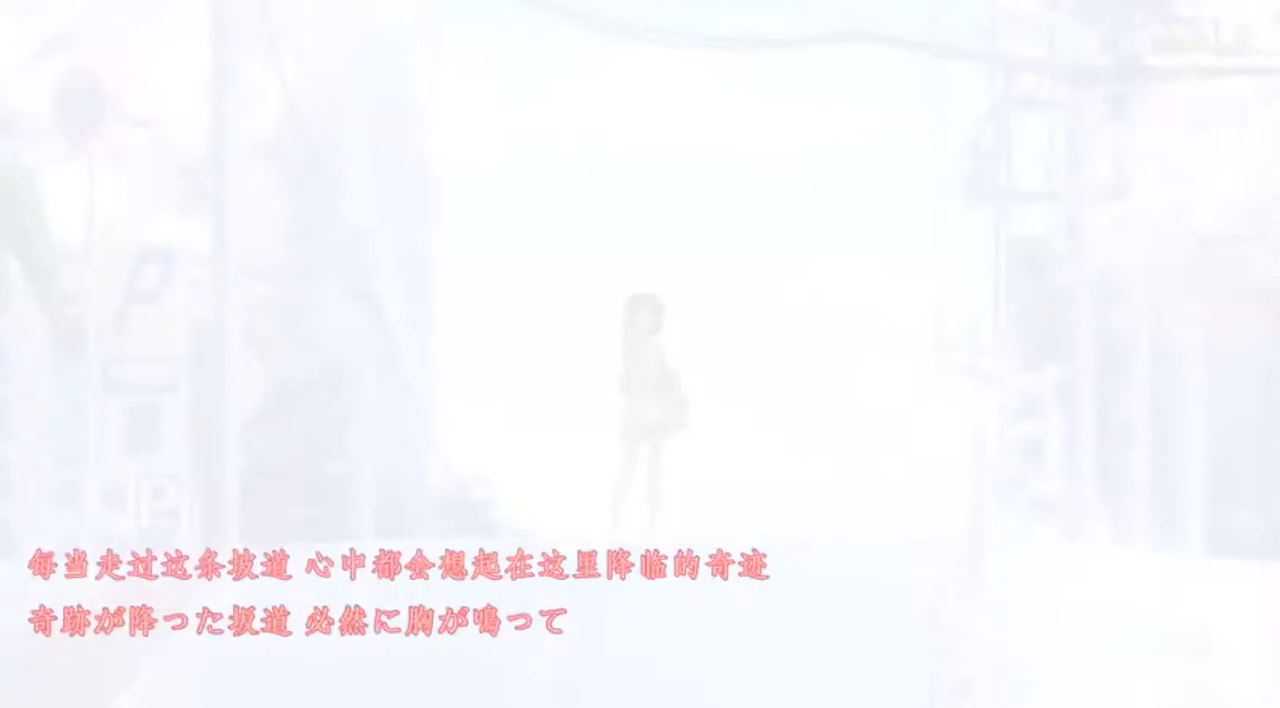 每当走过这条坡道 心中都会想起在这里降临的奇迹
奇跡が降った坂道 必然に胸が鳴って
P